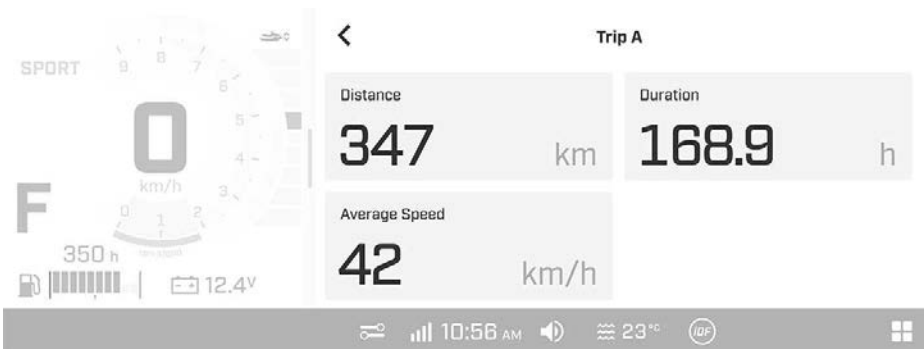 Trip A
SPORT
9 8 7
6
5
4
3
0
km/h
0 1 2
F
350 h
12.4V
Distance
347 km
Duration
168.9 h
Average Speed
42 km/h
10:56 AM
23°C
iDF